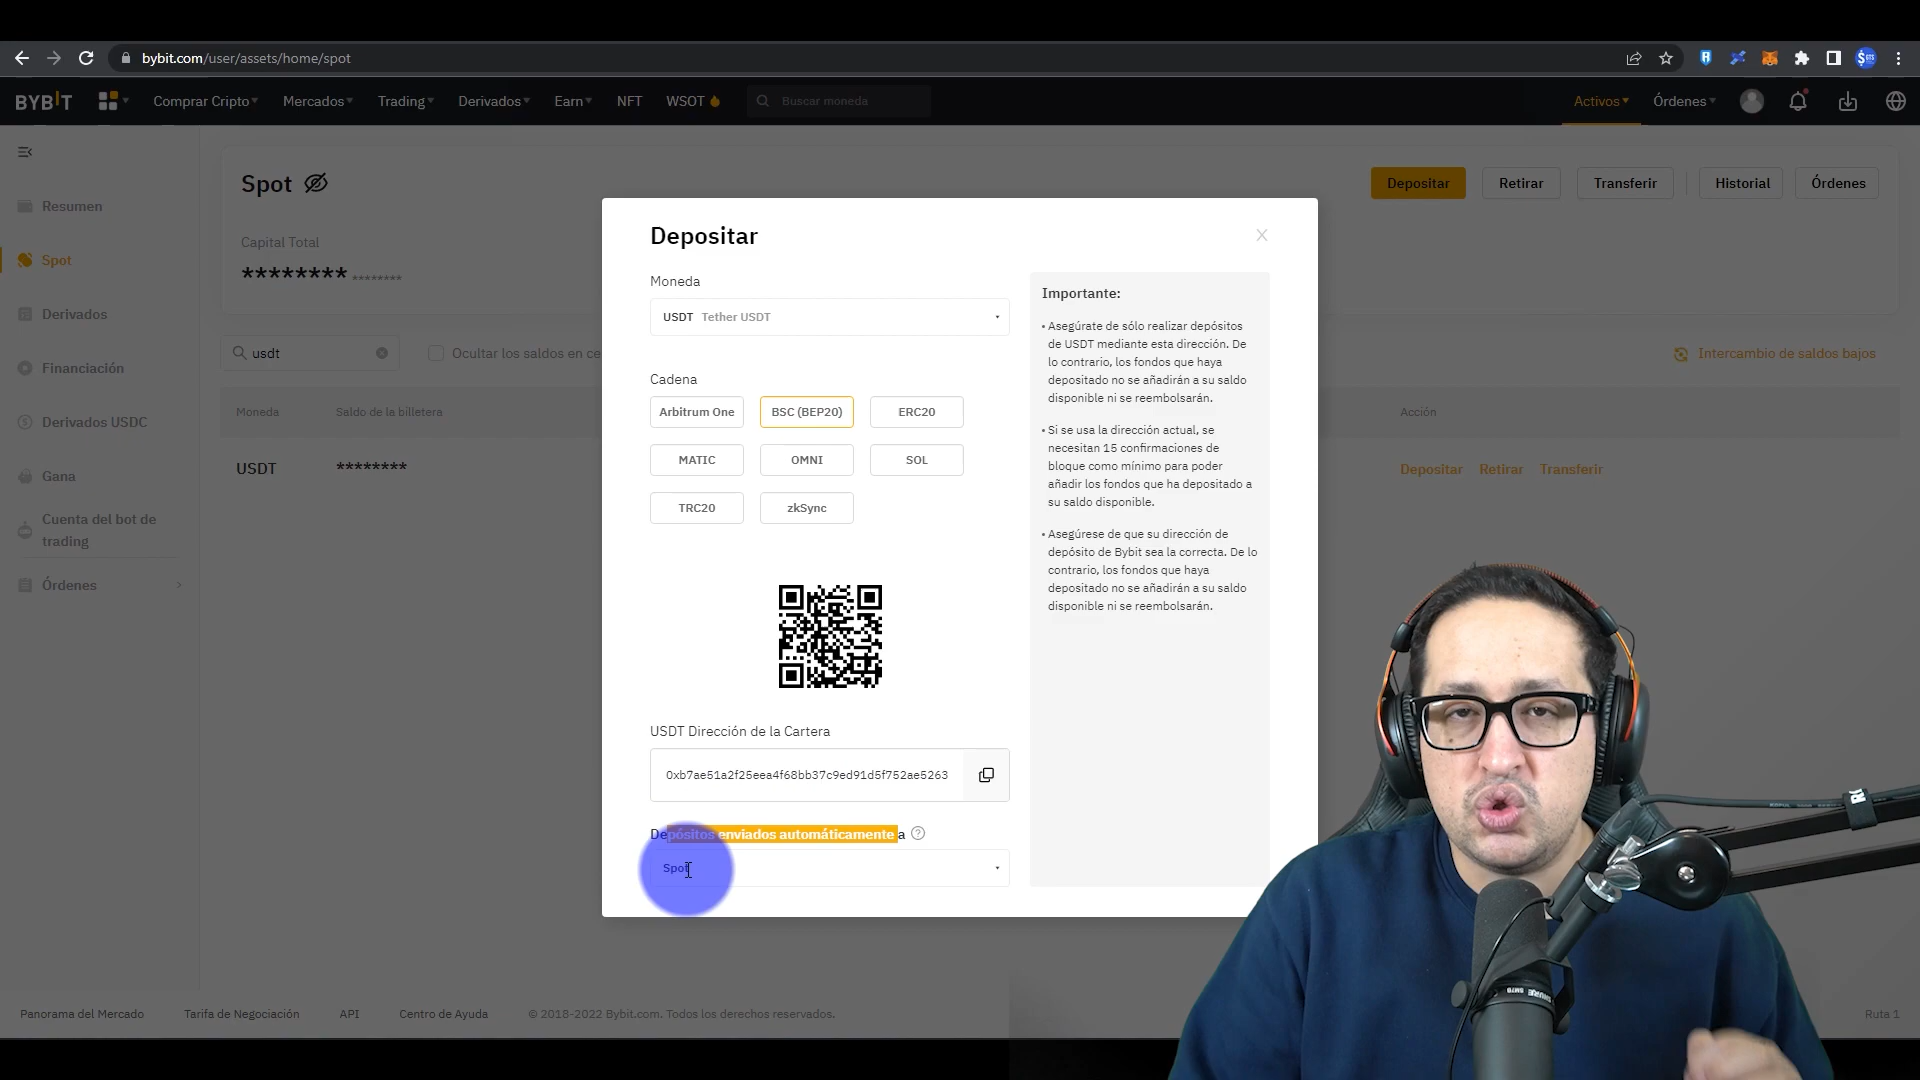 bybit.com/user/assets/home/spot
BYBIT
Comprar Cripto
Mercados
Trading
Derivados
Earn
NFT
WSOT
Buscar moneda
Activos
Órdenes
Resumen
Spot
Derivados
Financiación
Derivados USDC
Gana
Cuenta del bot de
trading
Órdenes
Spot
Depositar
Retirar
Transferir
Historial
Órdenes
Capital Total
******** ********
usdt
Ocultar los saldos en ce
Intercambio de saldos bajos
Moneda
Saldo de la billetera
Acción
USDT
********
Depositar
Retirar
Transferir
Depositar
Moneda
USDT Tether USDT
Cadena
Arbitrum One
BSC (BEP20)
ERC20
MATIC
OMNI
SOL
TRC20
zkSync
USDT Dirección de la Cartera
0xb7ae51a2f25eea4f68bb37c9ed91d5f752ae5263
Depósitos enviados automáticamente a
Spot
Importante:
• Asegúrate de sólo realizar depósitos
de USDT mediante esta dirección. De
lo contrario, los fondos que haya
depositado no se añadirán a su saldo
disponible ni se reembolsarán.
• Si se usa la dirección actual, se
necesitan 15 confirmaciones de
bloque como mínimo para poder
añadir los fondos que ha depositado a
su saldo disponible.
• Asegúrese de que su dirección de
depósito de Bybit sea la correcta. De lo
contrario, los fondos que haya
depositado no se añadirán a su saldo
disponible ni se reembolsarán.
Panorama del Mercado
Tarifa de Negociación
API
Centro de Ayuda
© 2018-2022 Bybit.com. Todos los derechos reservados.
Ruta 1